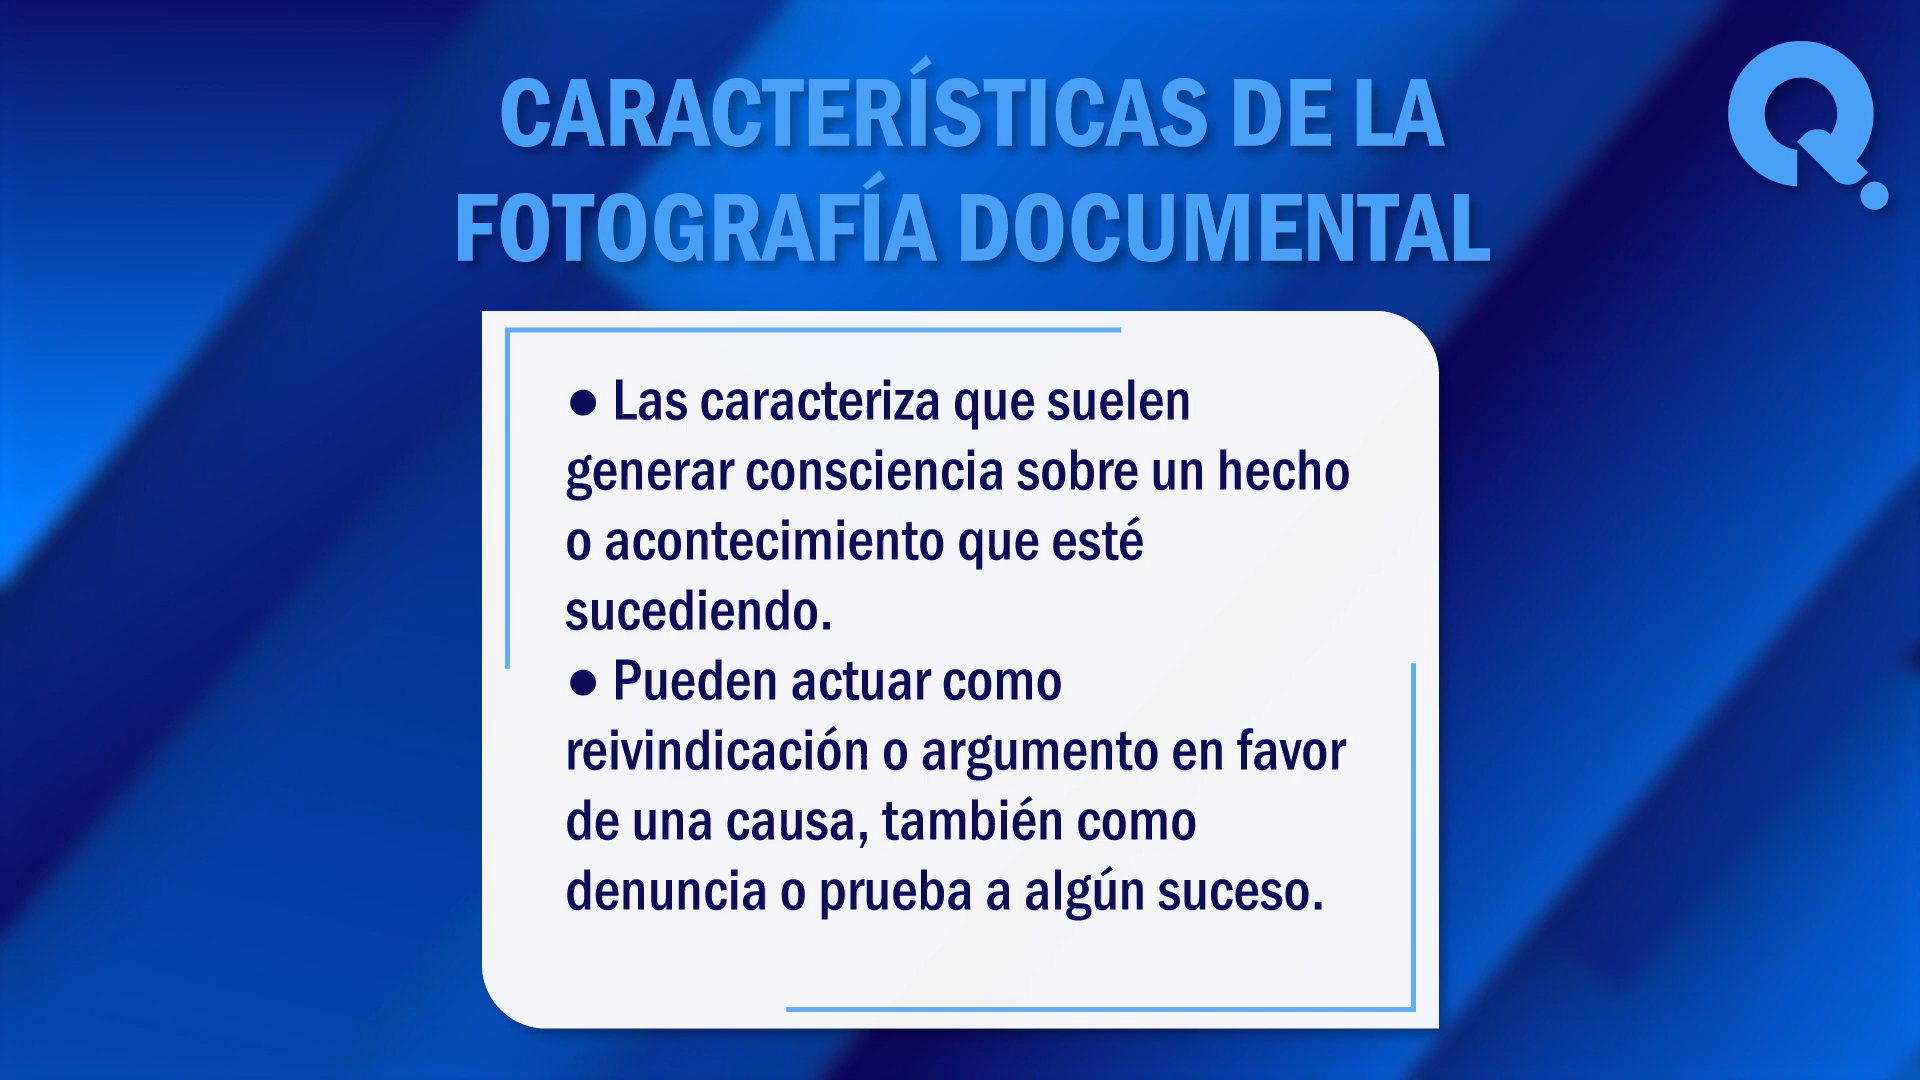 CARACTERÍSTICAS DE LA
FOTOGRAFÍA DOCUMENTAL
● Las caracteriza que suelen
generar consciencia sobre un hecho
o acontecimiento que esté
sucediendo.
● Pueden actuar como
reivindicación o argumento en favor
de una causa, también como
denuncia o prueba a algún suceso.